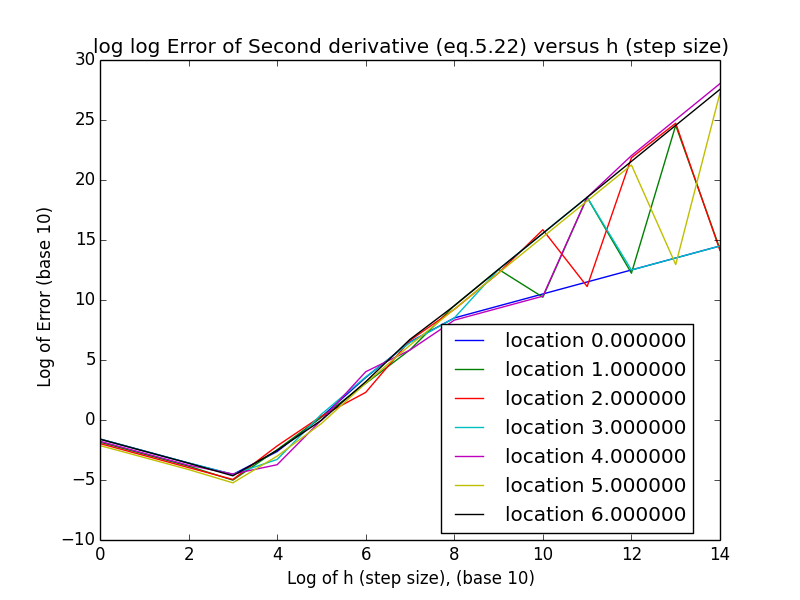 log log Error of Second derivative (eq.5.22) versus h (step size)
30
25
20
15
10
5
0
−5
−10
Log of Error (base 10)
location 0.000000
location 1.000000
location 2.000000
location 3.000000
location 4.000000
location 5.000000
location 6.000000
0 2 4 6 8 10 12 14
Log of h (step size), (base 10)